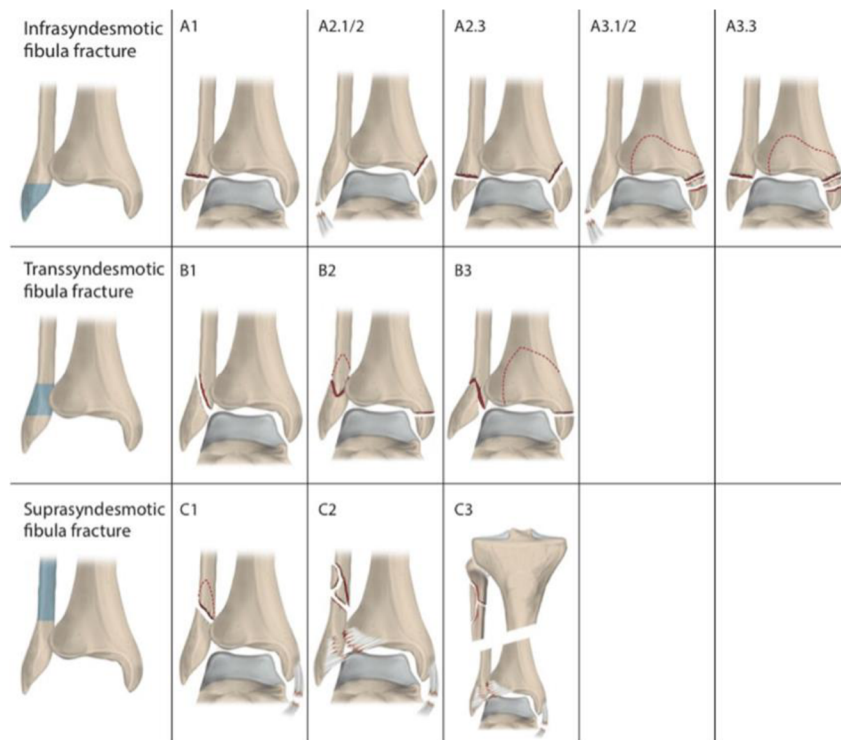 Infrasyndesmotic
fibula fracture
A1
A2.1/2
A2.3
A3.1/2
A3.3
Transsyndesmotic
fibula fracture
B1
B2
B3
Suprasyndesmotic
fibula fracture
C1
C2
C3